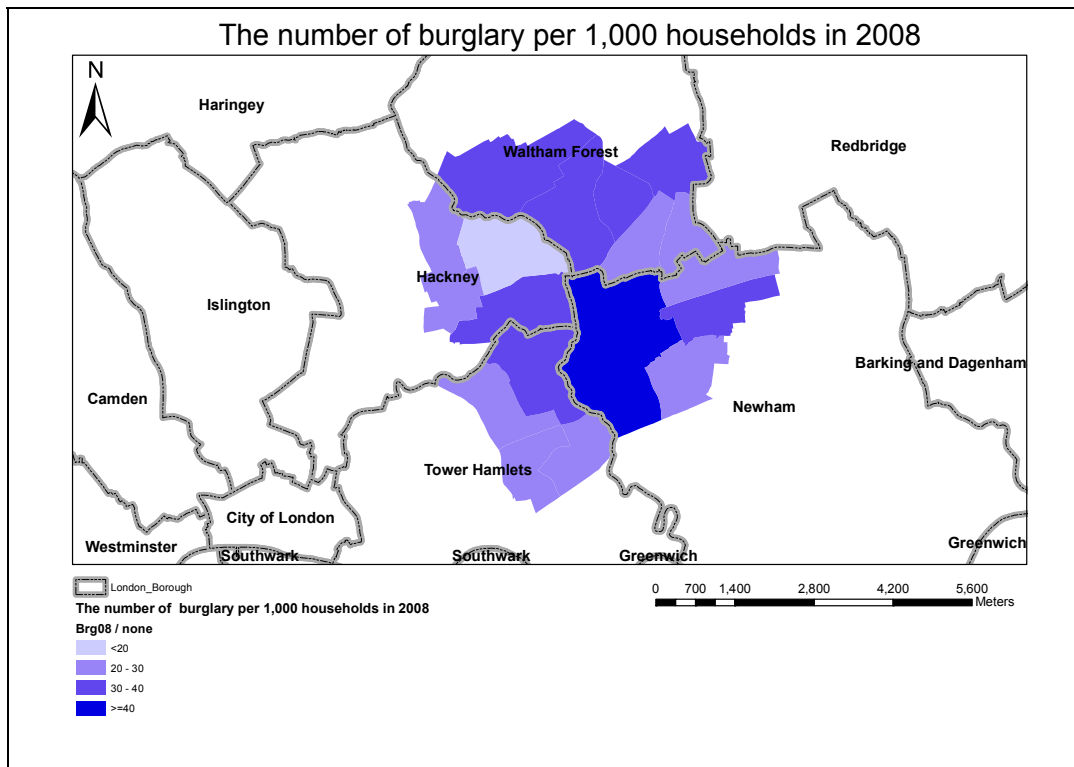 The number of burglary per 1,000 households in 2008
N
Haringey
Waltham Forest
Redbridge
Hackney
Islington
Barking and Dagenham
Camden
Newham
Tower Hamlets
City of London
Westminster
Southwark
Southwark
Greenwich
Greenwich
London_Borough
The number of burglary per 1,000 households in 2008
Brg08 / none
<20
20 - 30
30 - 40
>=40
0 700 1,400 2,800 4,200 5,600
Meters